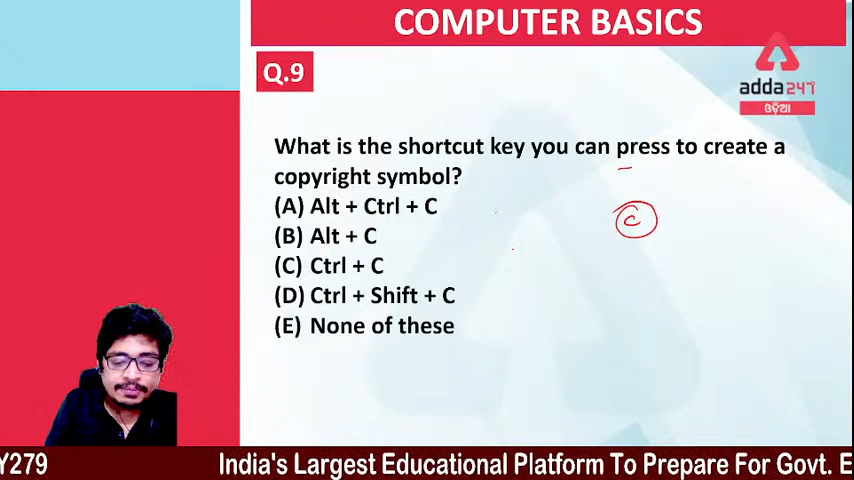 COMPUTER BASICS
Q.9
adda247
ଓଡ଼ିଆ
What is the shortcut key you can press to create a
copyright symbol?
(A) Alt + Ctrl + C
(B) Alt + C
(C) Ctrl + C
(D) Ctrl + Shift + C
(E) None of these
©
Y279
India's Largest Educational Platform To Prepare For Govt. E